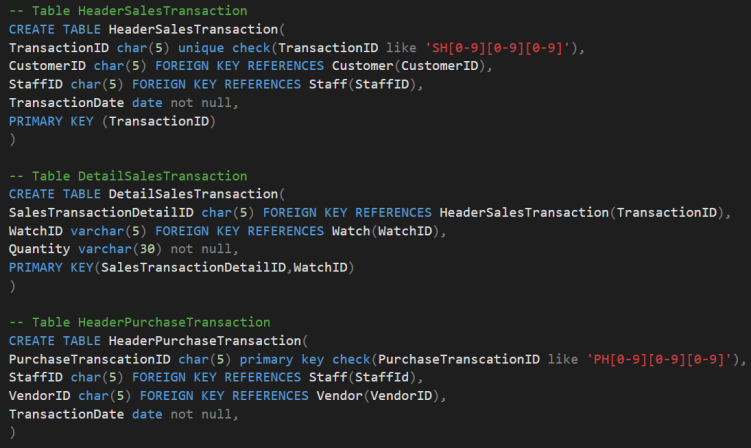 -- Table HeaderSalesTransaction
CREATE TABLE HeaderSalesTransaction(
TransactionID char(5) unique check(TransactionID like 'SH[0-9][0-9][0-9]'),
CustomerID char(5) FOREIGN KEY REFERENCES Customer(CustomerID),
StaffID char(5) FOREIGN KEY REFERENCES Staff(StaffID),
TransactionDate date not null,
PRIMARY KEY (TransactionID)
)
-- Table DetailSalesTransaction
CREATE TABLE DetailSalesTransaction(
SalesTransactionDetailID char(5) FOREIGN KEY REFERENCES HeaderSalesTransaction(TransactionID),
WatchID varchar(5) FOREIGN KEY REFERENCES Watch(WatchID),
Quantity varchar(30) not null,
PRIMARY KEY(SalesTransactionDetailID,WatchID)
)
-- Table HeaderPurchaseTransaction
CREATE TABLE HeaderPurchaseTransaction(
PurchaseTranscationID char(5) primary key check(PurchaseTranscationID like 'PH[0-9][0-9][0-9]'),
StaffID char(5) FOREIGN KEY REFERENCES Staff(StaffId),
VendorID char(5) FOREIGN KEY REFERENCES Vendor(VendorID),
TransactionDate date not null,
)